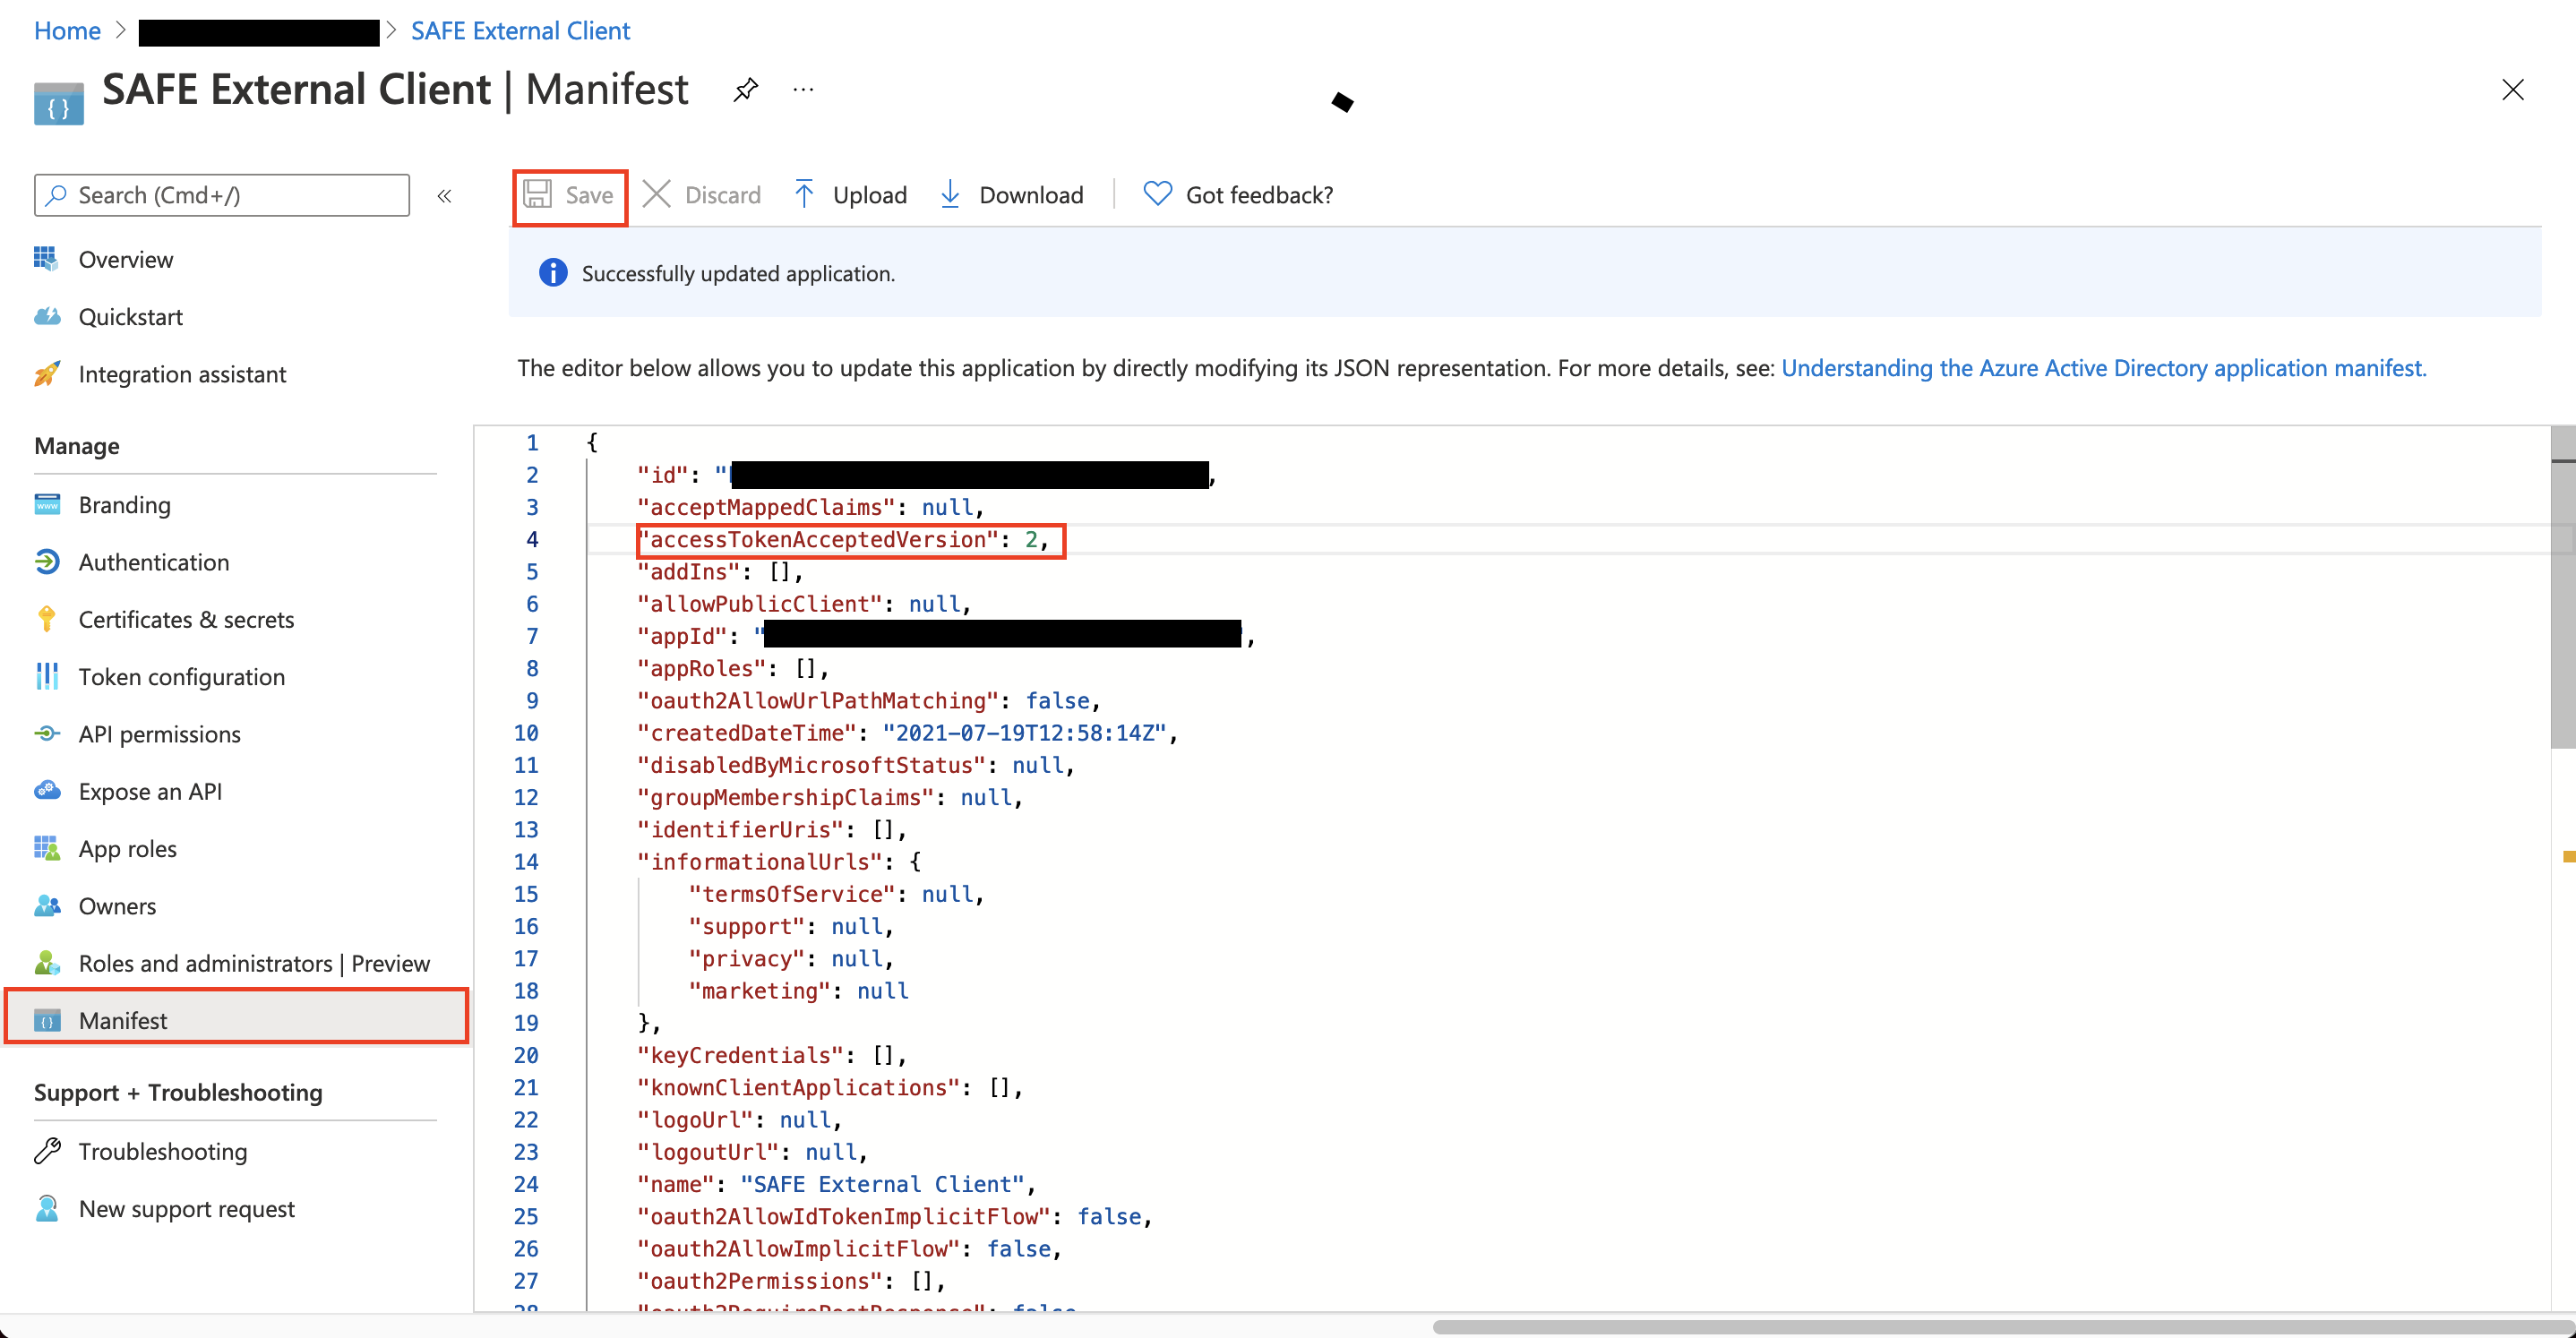 Home > > SAFE External Client
SAFE External Client | Manifest ...
Search (Cmd+/) «
Save Discard Upload Download Got feedback?
Successfully updated application.
The editor below allows you to update this application by directly modifying its JSON representation. For more details, see: Understanding the Azure Active Directory application manifest.
Overview
Quickstart
Integration assistant
Manage
Branding
Authentication
Certificates & secrets
Token configuration
API permissions
Expose an API
App roles
Owners
Roles and administrators | Preview
Manifest
Support + Troubleshooting
Troubleshooting
New support request
1 {
2 "id": " ,
3 "acceptMappedClaims": null,
4 "accessTokenAcceptedVersion": 2,
5 "addIns": [],
6 "allowPublicClient": null,
7 "appId": " ",
8 "appRoles": [],
9 "oauth2AllowUrlPathMatching": false,
10 "createdDateTime": "2021-07-19T12:58:14Z",
11 "disabledByMicrosoftStatus": null,
12 "groupMembershipClaims": null,
13 "identifierUris": [],
14 "informationalUrls": {
15 "termsOfService": null,
16 "support": null,
17 "privacy": null,
18 "marketing": null
19 },
20 "keyCredentials": [],
21 "knownClientApplications": [],
22 "logoUrl": null,
23 "logoutUrl": null,
24 "name": "SAFE External Client",
25 "oauth2AllowIdTokenImplicitFlow": false,
26 "oauth2AllowImplicitFlow": false,
27 "oauth2Permissions": [],
28 "oauth2RequirePostResponse": false